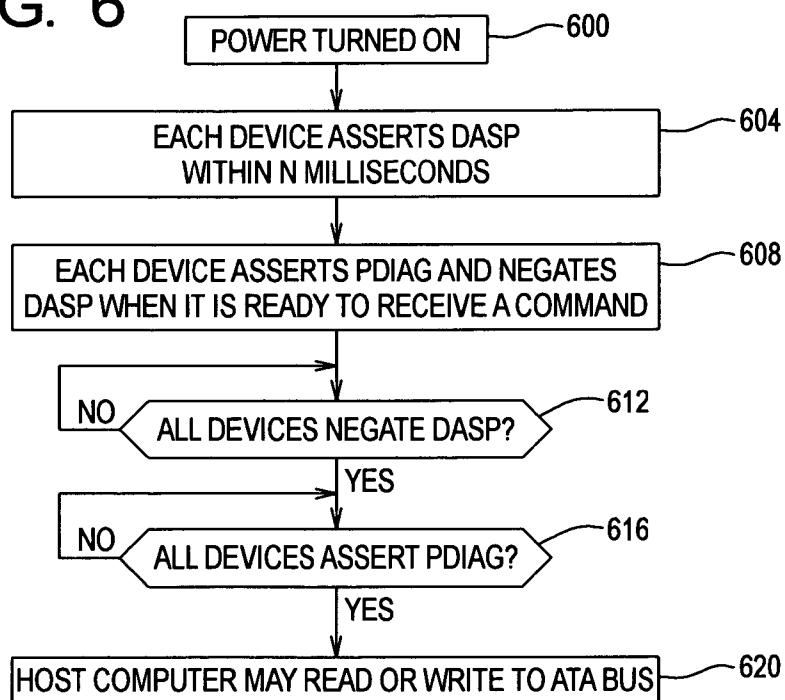 G. 6
POWER TURNED ON
600
EACH DEVICE ASSERTS DASP
WITHIN N MILLISECONDS
604
EACH DEVICE ASSERTS PDIAG AND NEGATES
DASP WHEN IT IS READY TO RECEIVE A COMMAND
608
NO
ALL DEVICES NEGATE DASP?
612
YES
NO
ALL DEVICES ASSERT PDIAG?
616
YES
HOST COMPUTER MAY READ OR WRITE TO ATA BUS
620